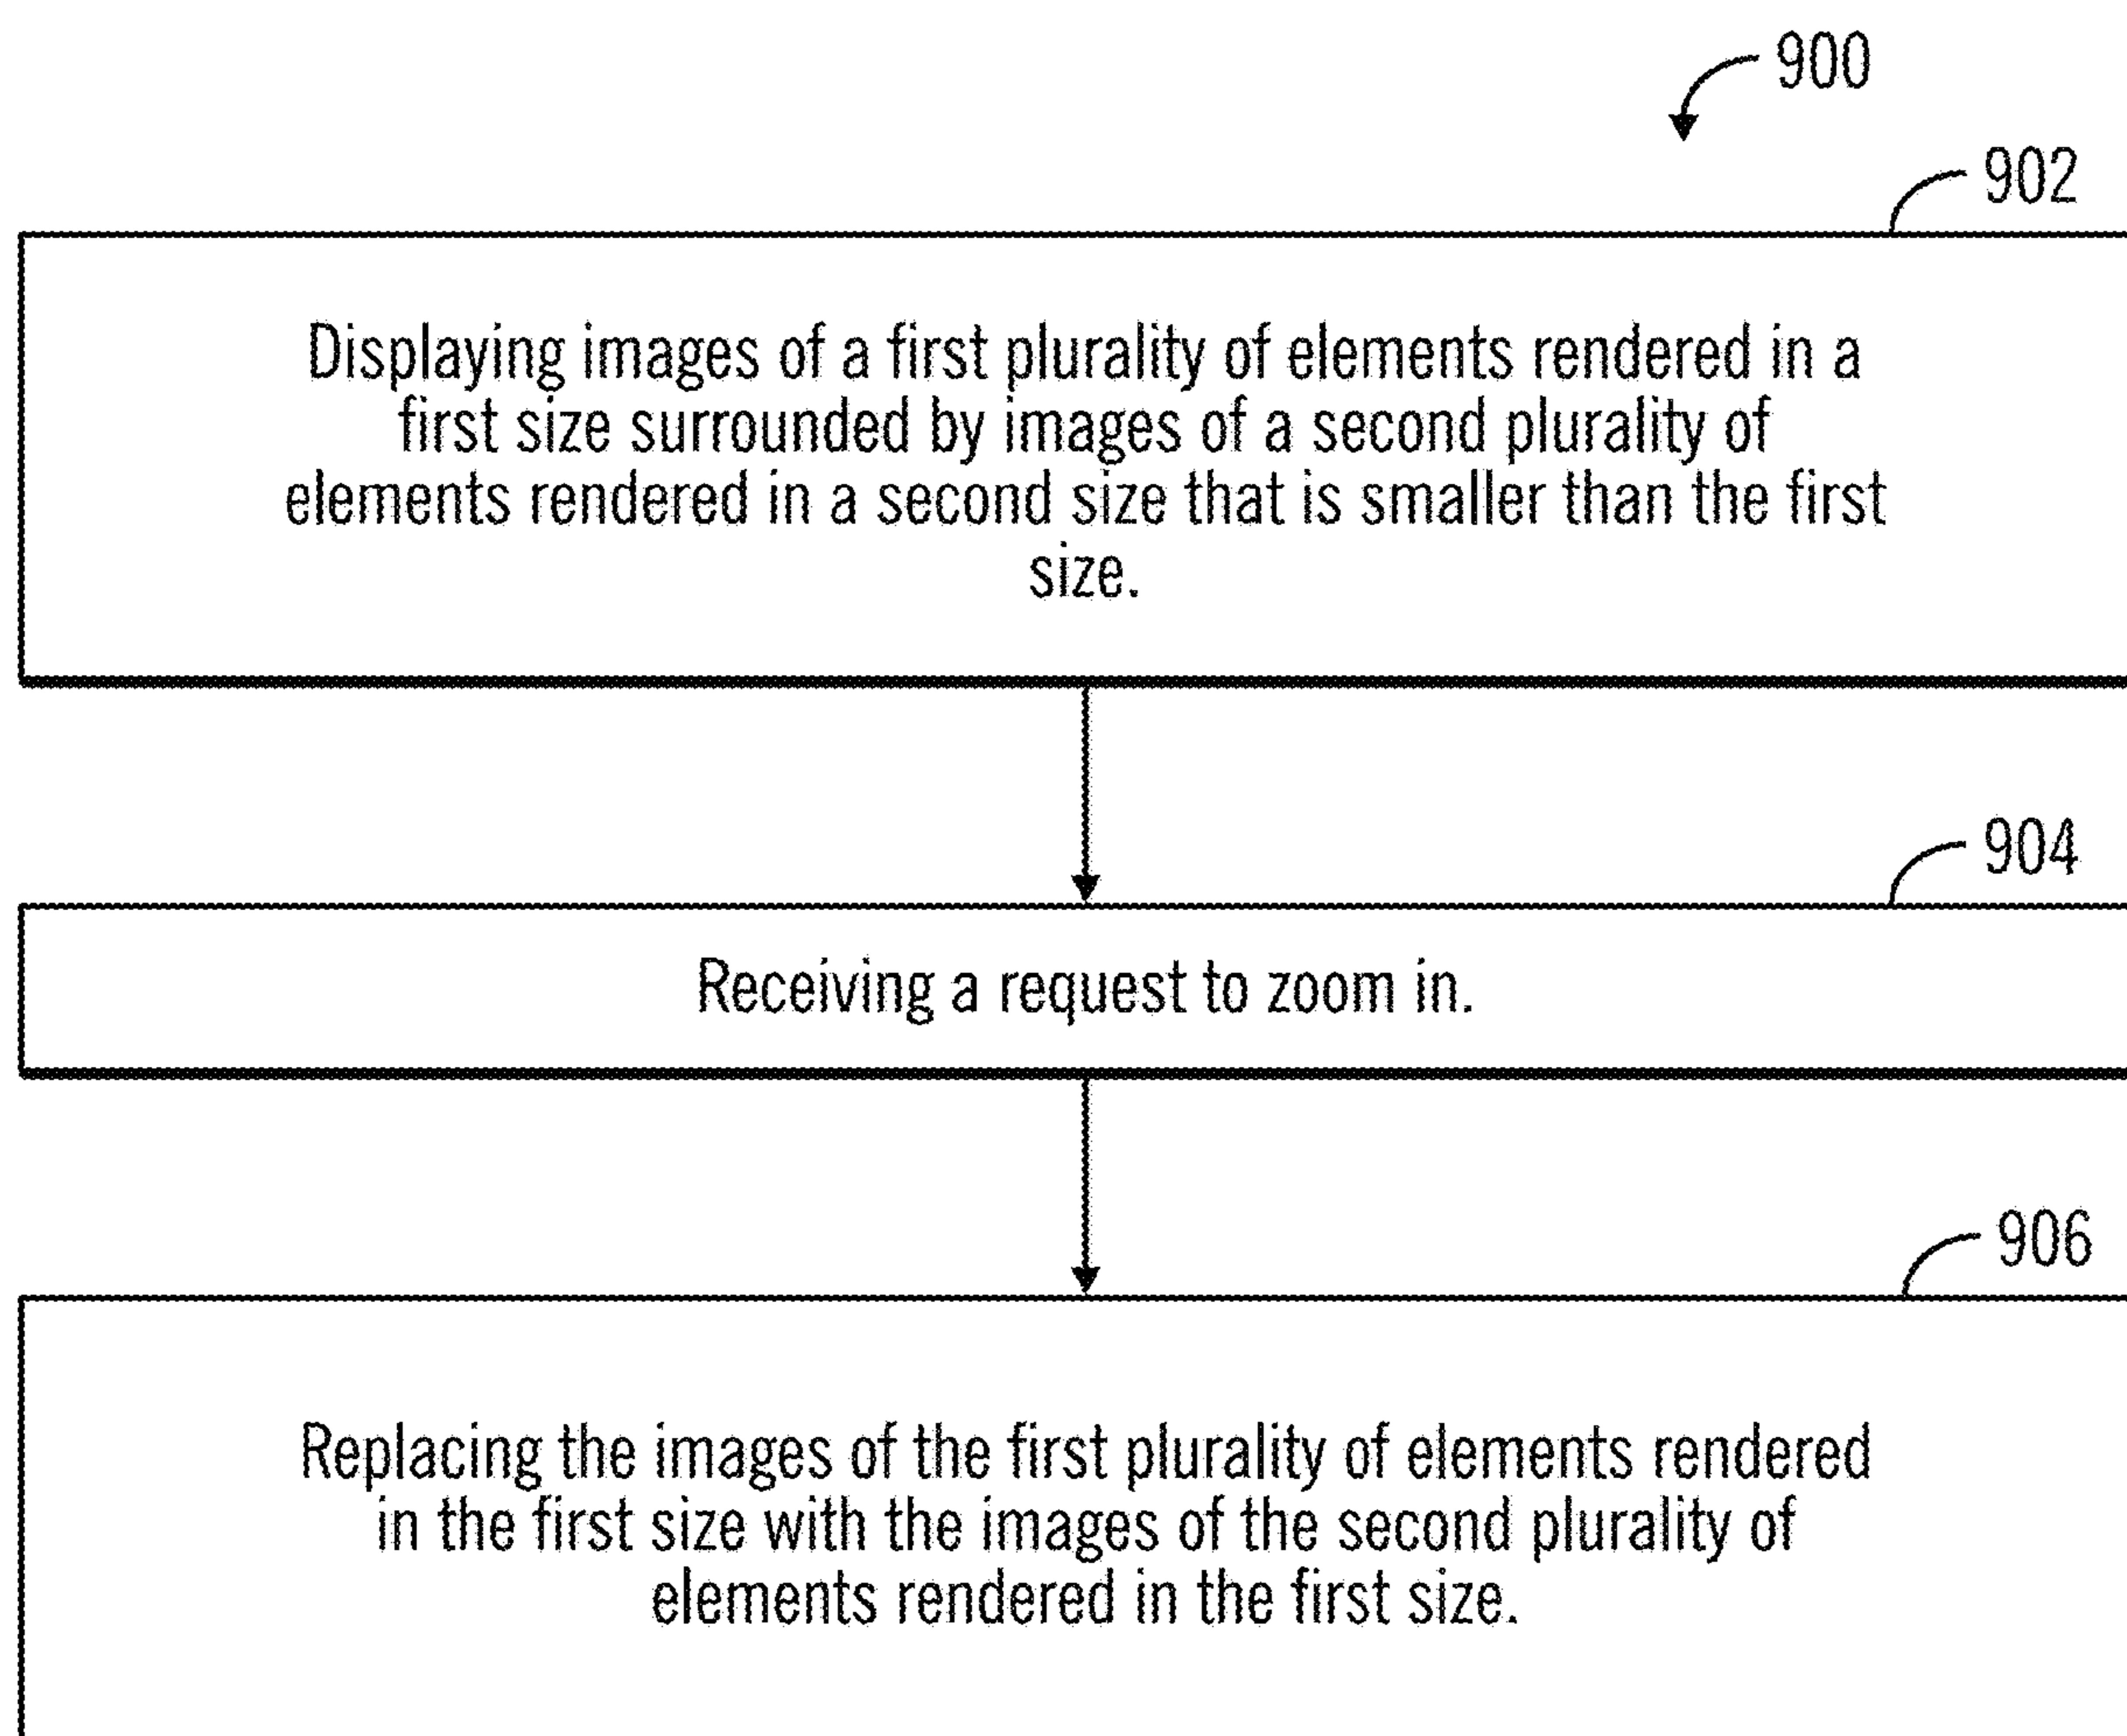 900
902
Displaying images of a first plurality of elements rendered in a
first size surrounded by images of a second plurality of
elements rendered in a second size that is smaller than the first
size.
904
Receiving a request to zoom in.
906
Replacing the images of the first plurality of elements rendered
in the first size with the images of the second plurality of
elements rendered in the first size.